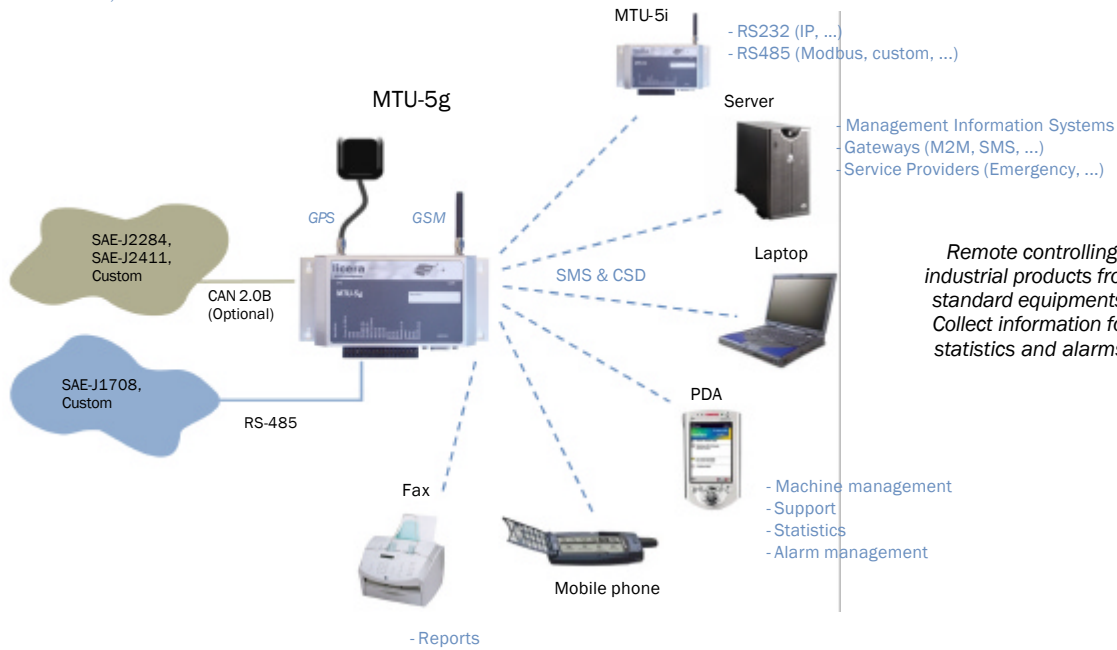 MTU-5i
- RS232 (IP, ...)
- RS485 (Modbus, custom, ...)
MTU-5g
Server
- Management Information Systems
- Gateways (M2M, SMS, ...)
- Service Providers (Emergency, ...)
GPS
GSM
SAE-J2284,
SAE-J2411,
Custom
CAN 2.0B
(Optional)
licera
MTU-5g
SMS & CSD
Laptop
Remote controlling
industrial products
standard equipments
Collect information
statistics and alarms
SAE-J1708,
Custom
RS-485
PDA
- Machine management
- Support
- Statistics
- Alarm management
Fax
Mobile phone
- Reports